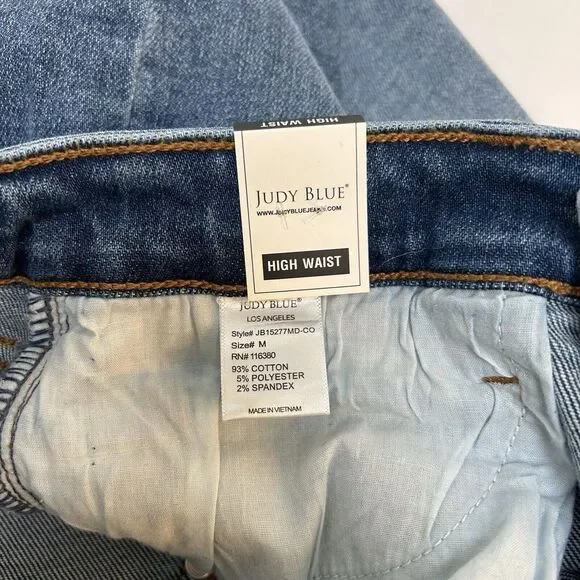 HIGH WAIST
JUDY BLUE®
WWW.JUDYBLUEJEANS.COM
HIGH WAIST
JUDY BLUE®
LOS ANGELES
Style# JB15277MD-CO
Size# M
RN# 116380
93% COTTON
5% POLYESTER
2% SPANDEX
MADE IN VIETNAM